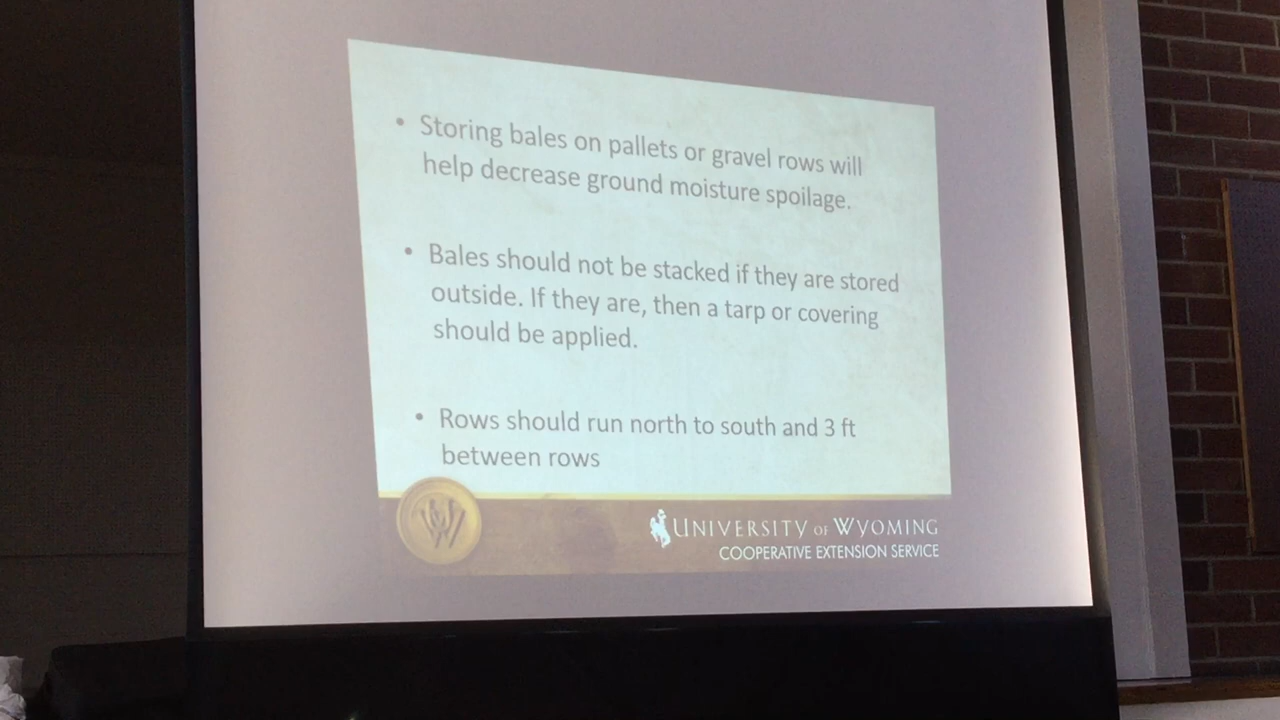 • Storing bales on pallets or gravel rows will
help decrease ground moisture spoilage.
• Bales should not be stacked if they are stored
outside. If they are, then a tarp or covering
should be applied.
• Rows should run north to south and 3 ft
between rows
UNIVERSITY OF WYOMING
COOPERATIVE EXTENSION SERVICE